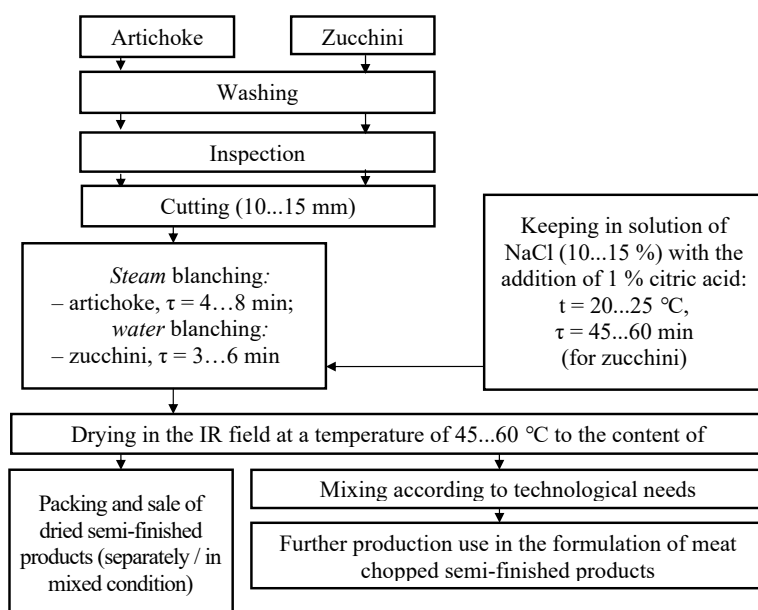 Artichoke
Zucchini
Washing
Inspection
Cutting (10...15 mm)
Keeping in solution of
NaCl (10...15 %) with the
addition of 1 % citric acid:
t = 20...25 ℃,
τ = 45...60 min
(for zucchini)
Steam blanching:
– artichoke, τ = 4…8 min;
water blanching:
– zucchini, τ = 3…6 min
Drying in the IR field at a temperature of 45...60 ℃ to the content of
Packing and sale of
dried semi-finished
products (separately / in
mixed condition)
Mixing according to technological needs
Further production use in the formulation of meat
chopped semi-finished products